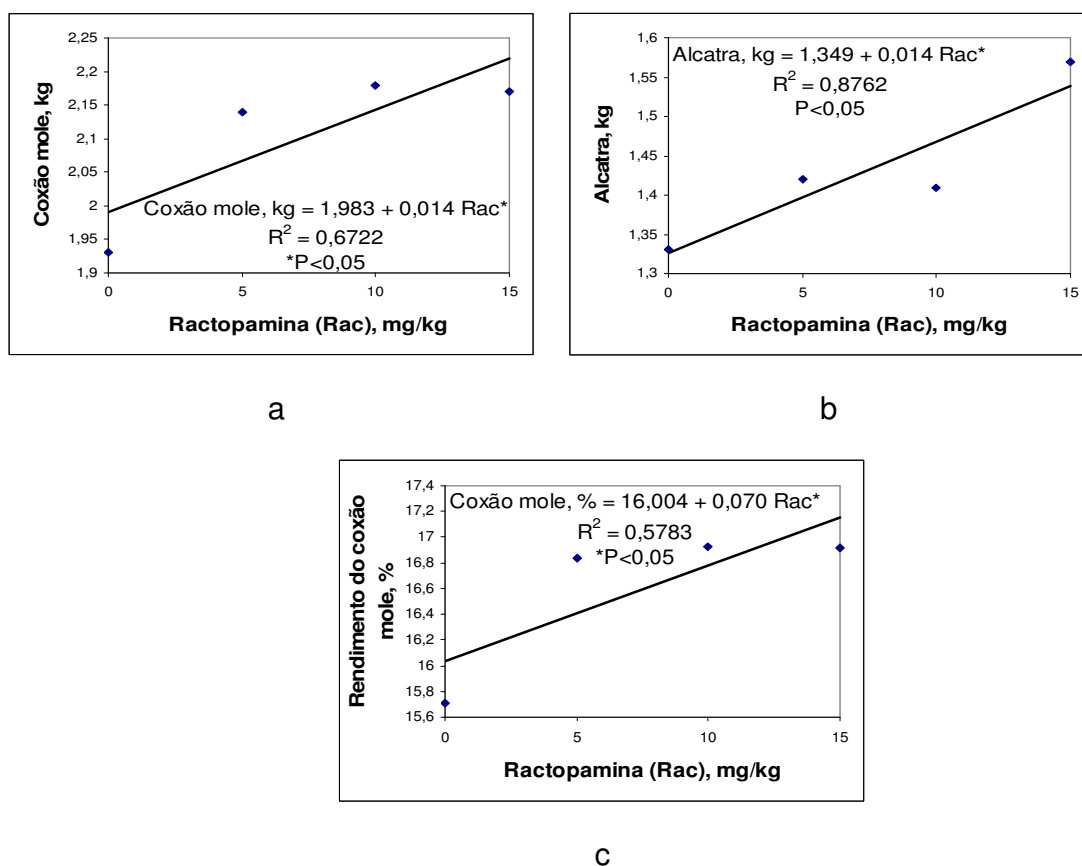 2,25
2,2
2,15
2,1
2,05
2
1,95
1,9
Coxão mole, kg
Coxão mole, kg = 1,983 + 0,014 Rac*
R² = 0,6722
*P<0,05
0 5 10 15
Ractopamina (Rac), mg/kg
a
1,6
1,55
1,5
1,45
1,4
1,35
1,3
Alcatra, kg
Alcatra, kg = 1,349 + 0,014 Rac*
R² = 0,8762
P<0,05
0 5 10 15
Ractopamina (Rac), mg/kg
b
17,4
17,2
17
16,8
16,6
16,4
16,2
16
15,8
15,6
Rendimento do coxão
mole, %
Coxão mole, % = 16,004 + 0,070 Rac*
R² = 0,5783
*P<0,05
0 5 10 15
Ractopamina (Rac), mg/kg
c